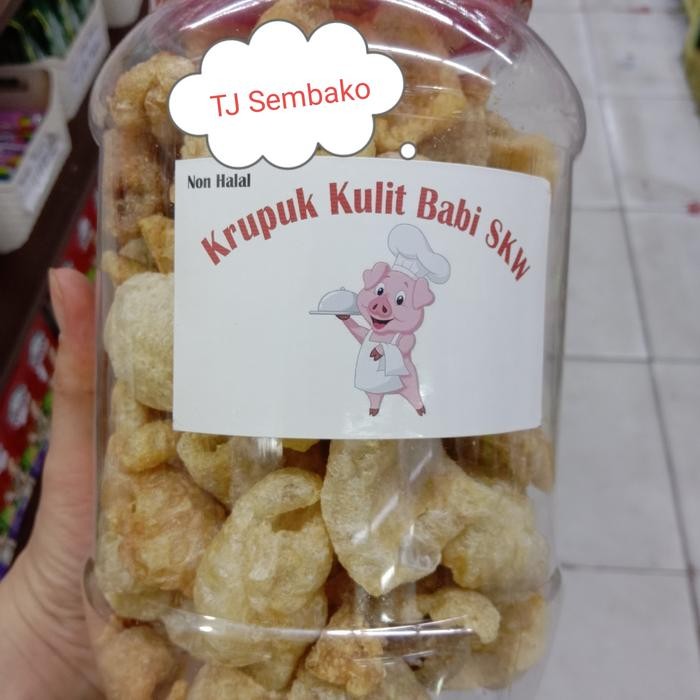 TJ Sembako
Non Halal
Krupuk Kulit Babi SKW